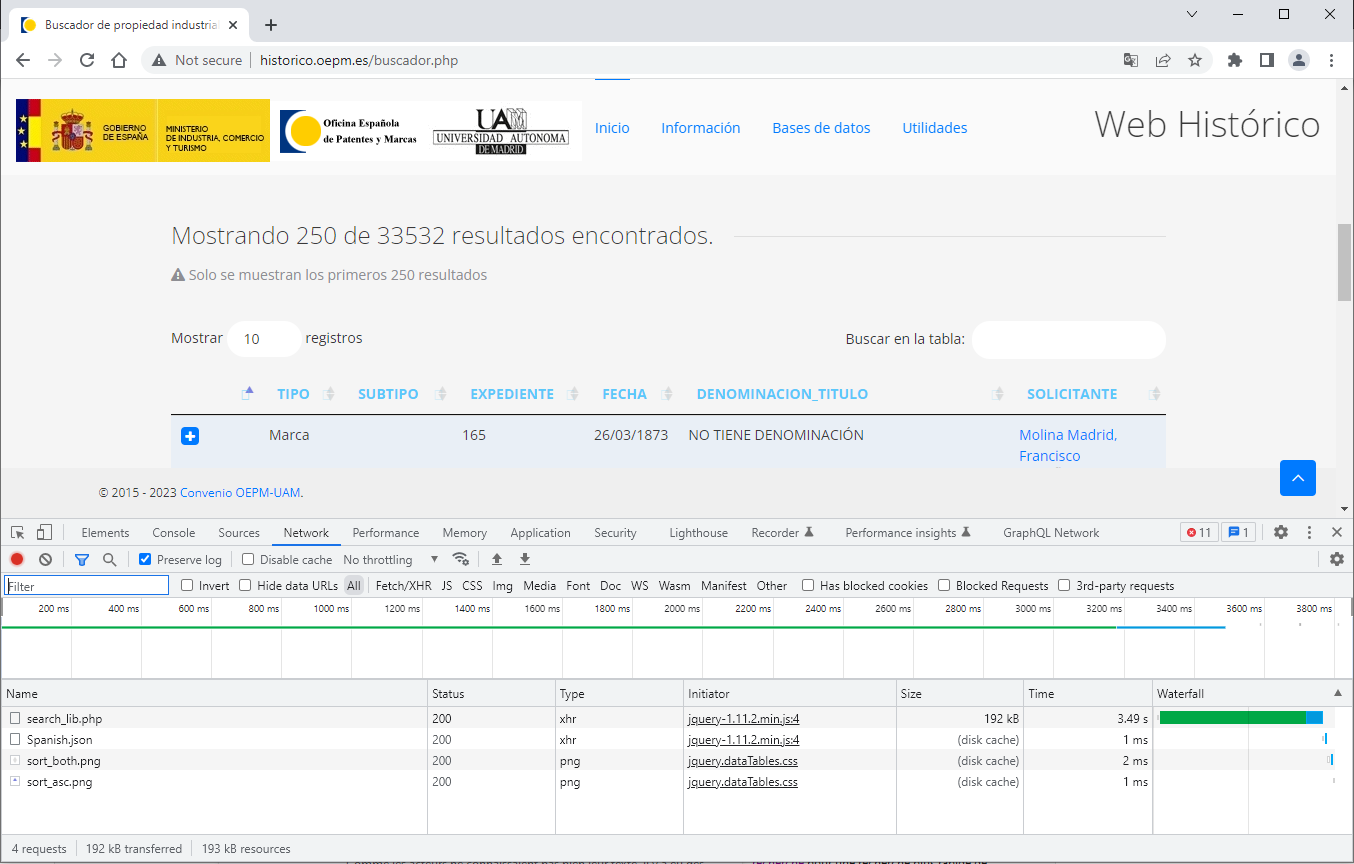 Buscador de propiedad industria
Not secure historico.oepm.es/buscador.php
GOBIERNO
DE ESPAÑA
MINISTERIO
DE INDUSTRIA, COMERCIO
Y TURISMO
Oficina Española
de Patentes y Marcas
UAM
UNIVERSIDAD AUTONOMA
DE MADRID
Inicio Información Bases de datos Utilidades
Web Histórico
Mostrando 250 de 33532 resultados encontrados.
Solo se muestran los primeros 250 resultados
Mostrar 10 registros Buscar en la tabla:
TIPO SUBTIPO EXPEDIENTE FECHA DENOMINACION_TITULO SOLICITANTE
Marca 165 26/03/1873 NO TIENE DENOMINACIÓN Molina Madrid,
Francisco
© 2015 - 2023 Convenio OEPM-UAM.
Elements Console Sources Network Performance Memory Application Security Lighthouse Recorder Performance insights GraphQL Network 11 1
Preserve log Disable cache No throttling
Filter Invert Hide data URLs All Fetch/XHR JS CSS Img Media Font Doc WS Wasm Manifest Other Has blocked cookies Blocked Requests 3rd-party requests
200 ms 400 ms 600 ms 800 ms 1000 ms 1200 ms 1400 ms 1600 ms 1800 ms 2000 ms 2200 ms 2400 ms 2600 ms 2800 ms 3000 ms 3200 ms 3400 ms 3600 ms 3800 ms
Name Status Type Initiator Size Time Waterfall
search_lib.php 200 xhr jquery-1.11.2.min.js:4 192 kB 3.49 s
Spanish.json 200 xhr jquery-1.11.2.min.js:4 (disk cache) 1 ms
sort_both.png 200 png jquery.dataTables.css (disk cache) 2 ms
sort_asc.png 200 png jquery.dataTables.css (disk cache) 1 ms
4 requests 192 kB transferred 193 kB resources